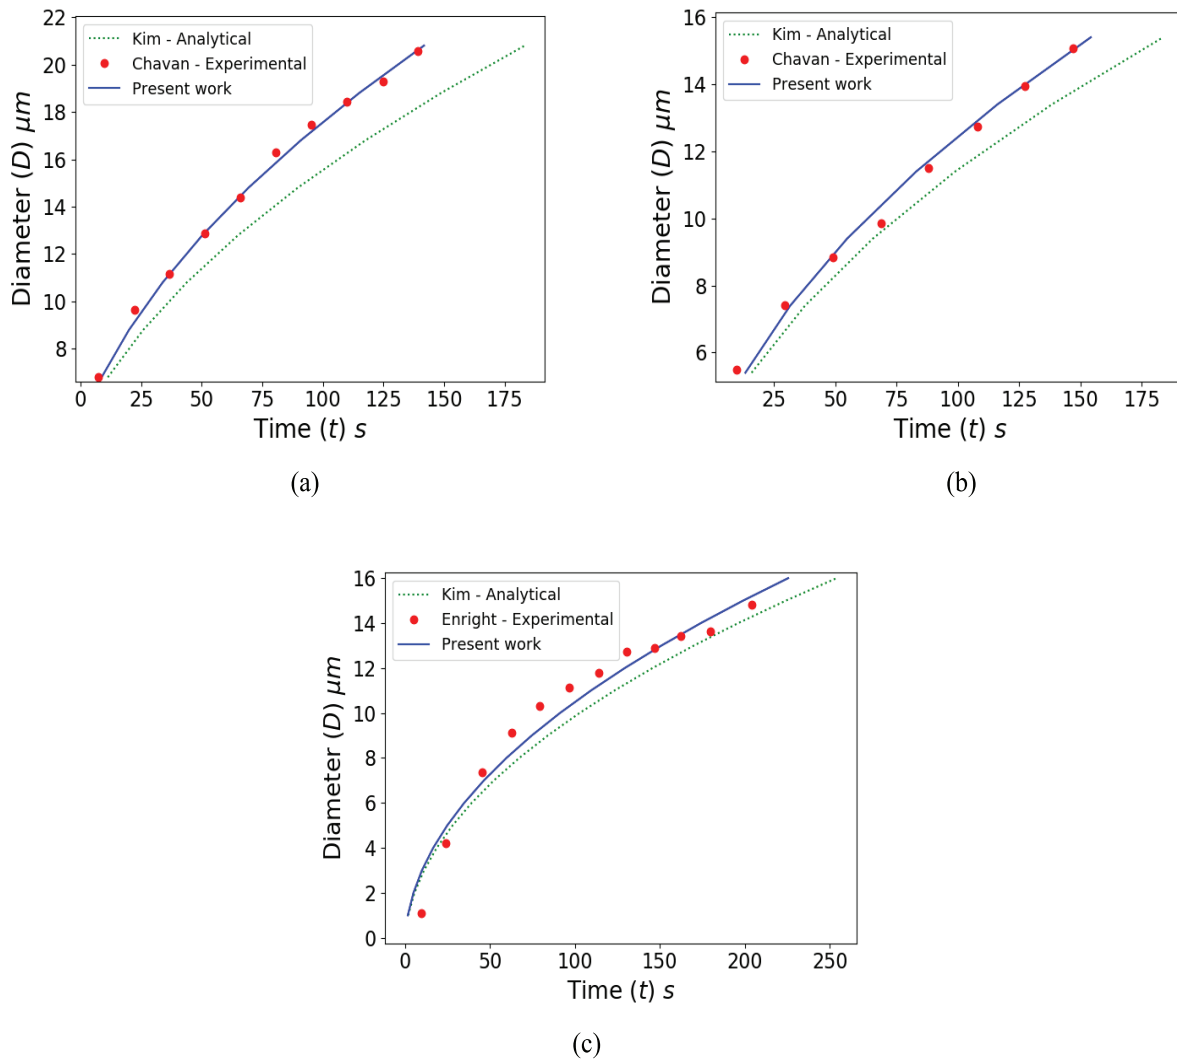 22
20
18
16
14
12
10
8
Diameter (D) μm
Kim - Analytical
Chavan - Experimental
Present work
0 25 50 75 100 125 150 175
Time (t) s
(a)
16
14
12
10
8
6
Diameter (D) μm
Kim - Analytical
Chavan - Experimental
Present work
25 50 75 100 125 150 175
Time (t) s
(b)
16
14
12
10
8
6
4
2
0
Diameter (D) μm
Kim - Analytical
Enright - Experimental
Present work
0 50 100 150 200 250
Time (t) s
(c)